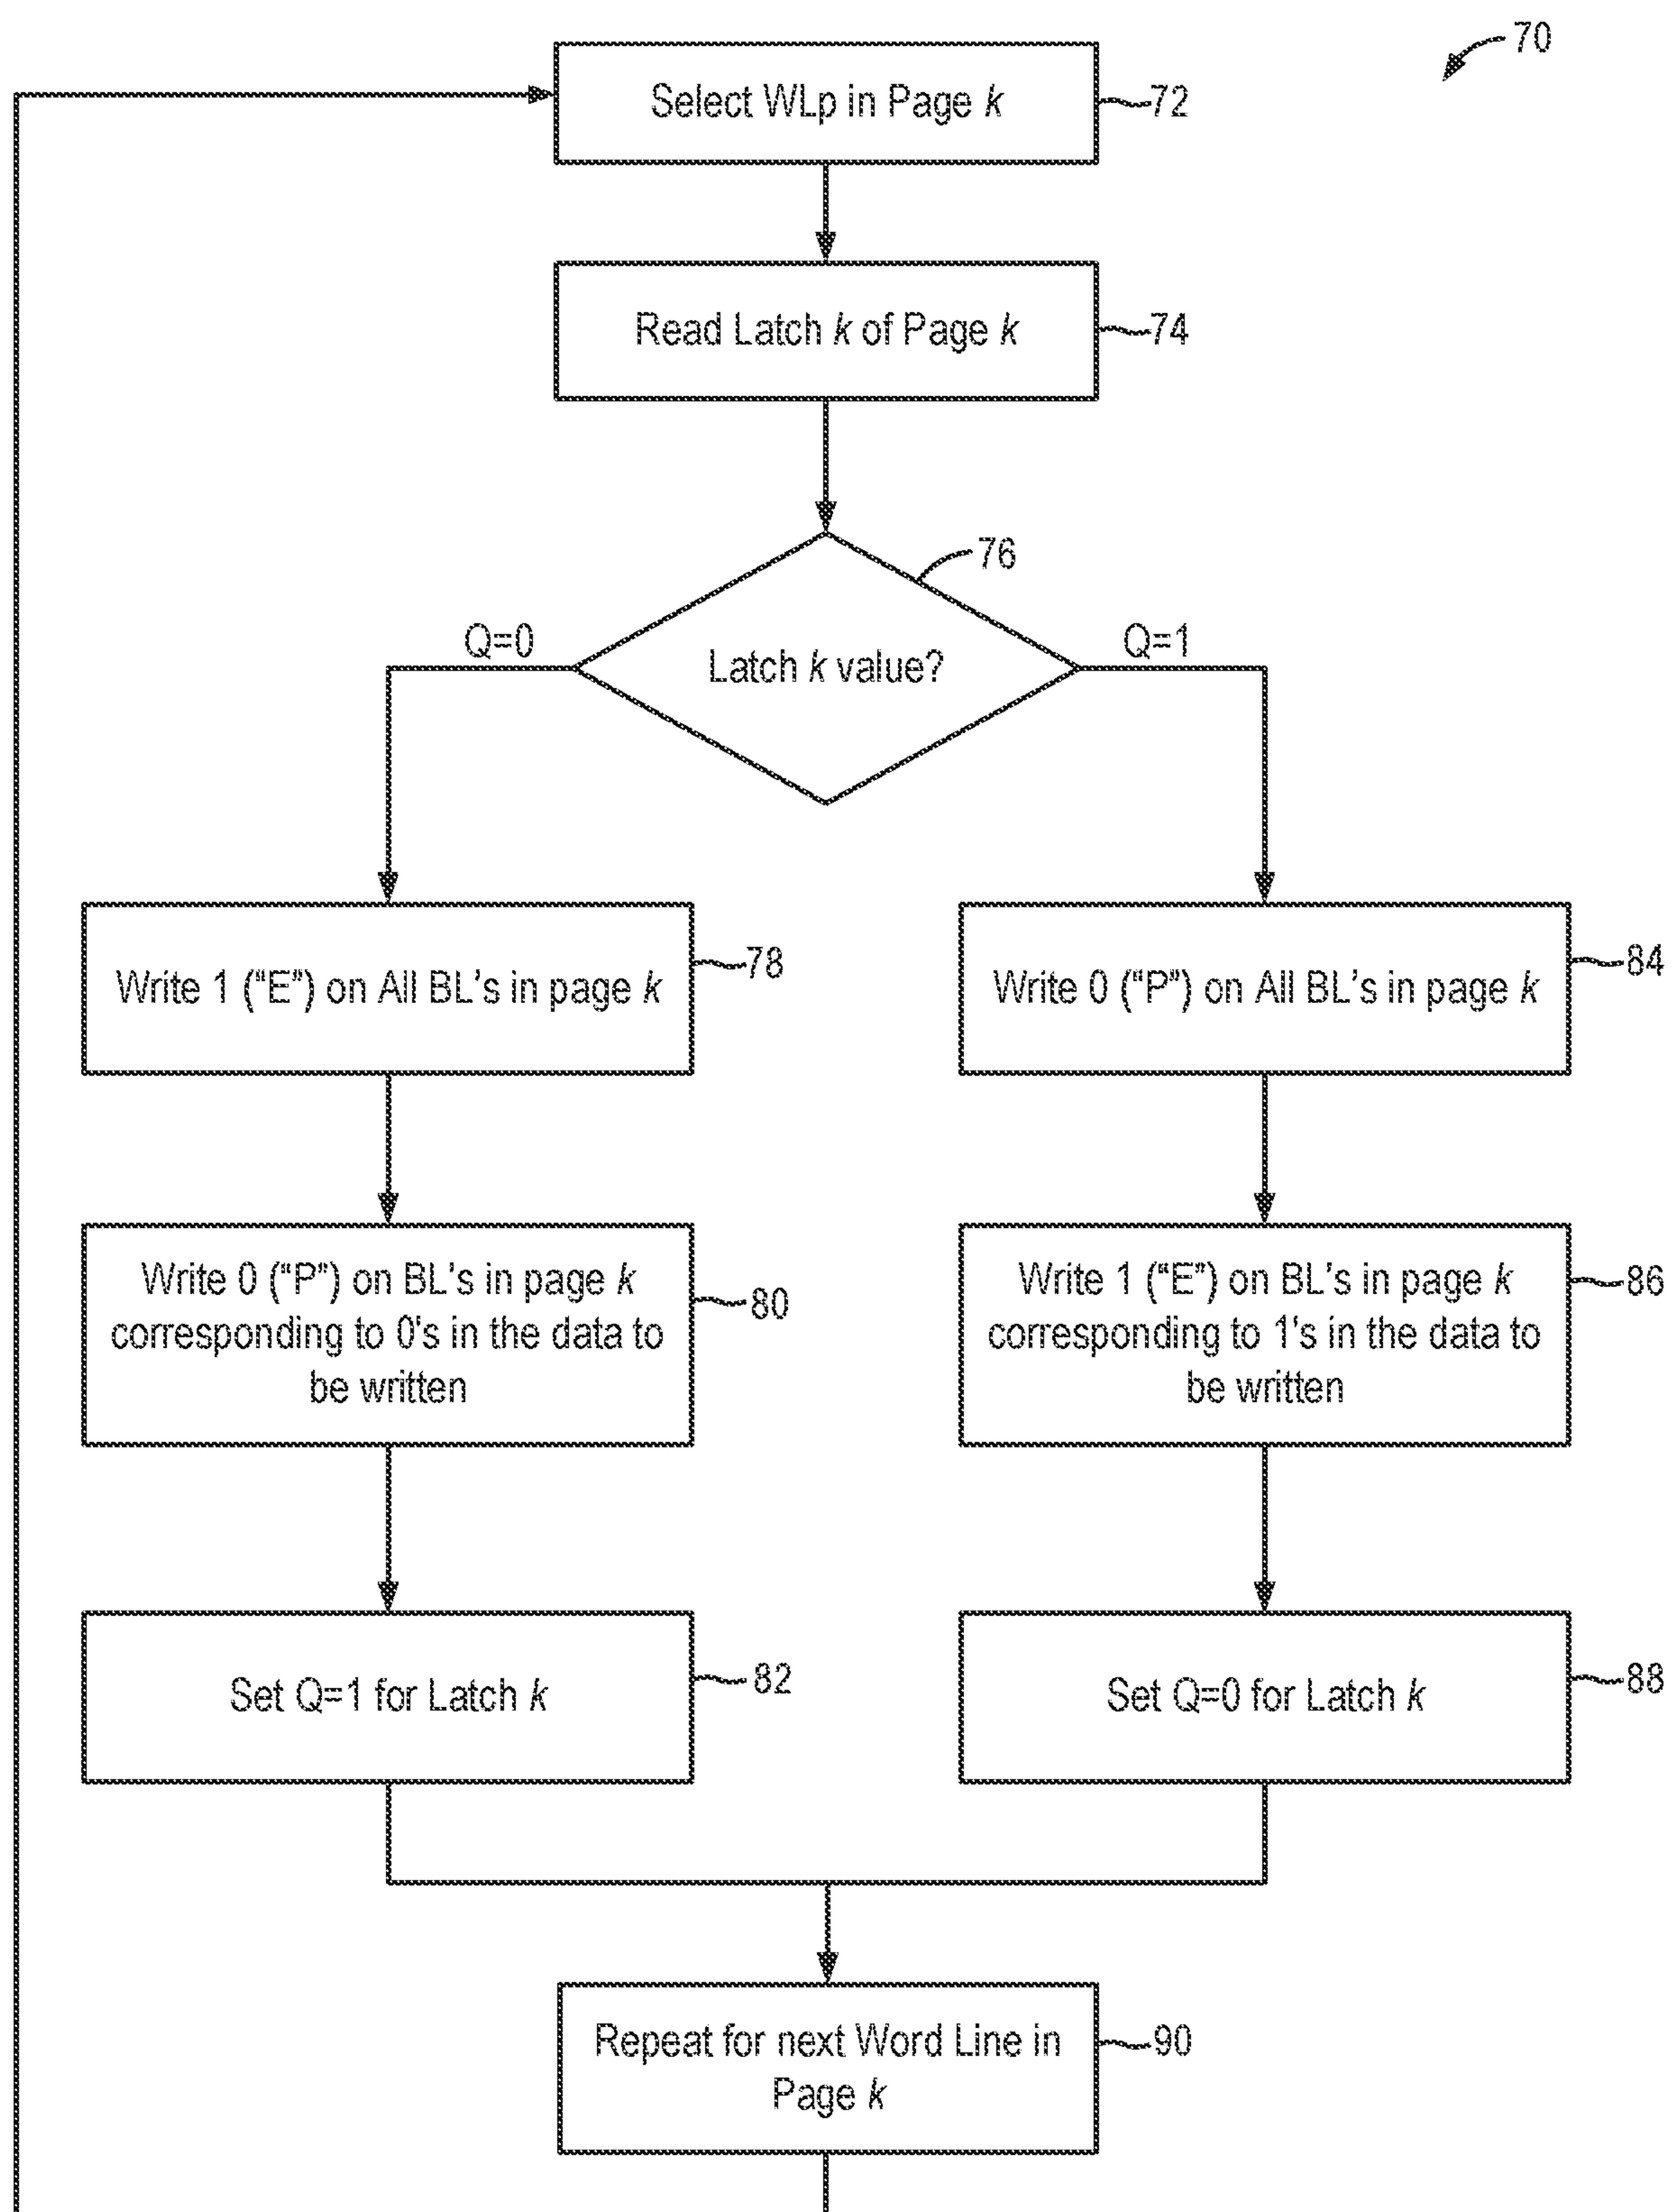 70
Select WLp in Page k
72
Read Latch k of Page k
74
76
Q=0
Q=1
Latch k value?
Write 1 ("E") on All BL's in page k
78
Write 0 ("P") on All BL's in page k
84
Write 0 ("P") on BL's in page k
corresponding to 0's in the data to
be written
80
Write 1 ("E") on BL's in page k
corresponding to 1's in the data to
be written
86
Set Q=1 for Latch k
82
Set Q=0 for Latch k
88
Repeat for next Word Line in
Page k
90